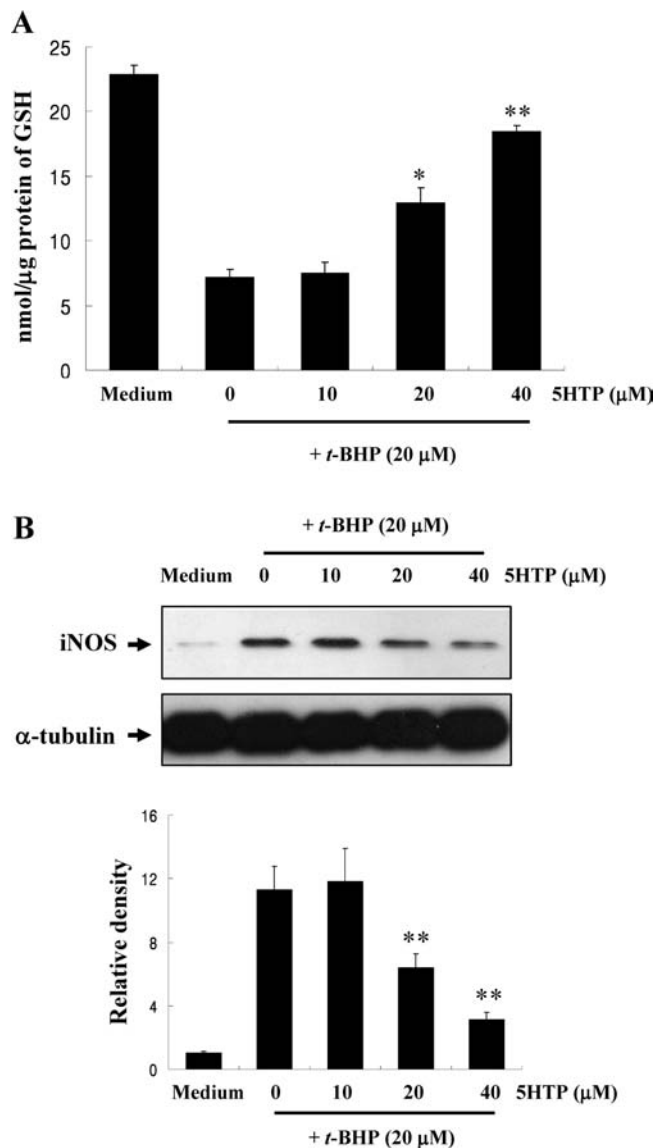 A
nmol/μg protein of GSH
25
20
15
10
5
0
*
**
Medium 0 10 20 40 5HTP (μM)
+ t-BHP (20 μM)
B
+ t-BHP (20 μM)
Medium 0 10 20 40 5HTP (μM)
iNOS
α-tubulin
Relative density
16
12
8
4
0
**
**
Medium 0 10 20 40 5HTP (μM)
+ t-BHP (20 μM)